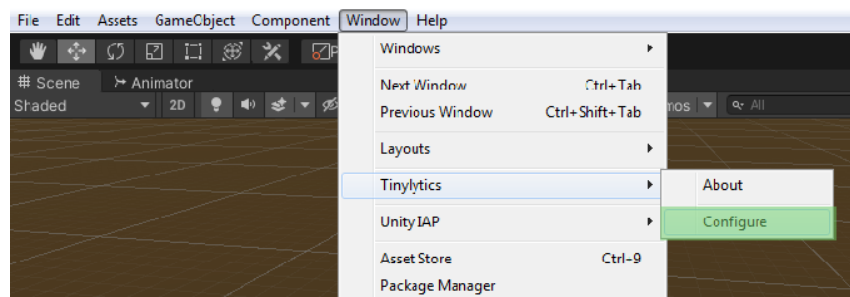 File Edit Assets GameObject Component Window Help
Windows
# Scene Animator
Next Window Ctrl+Tab
Shaded 2D
Previous Window Ctrl+Shift+Tab
All
Layouts
Tinylytics
About
Unity IAP
Configure
Asset Store Ctrl-9
Package Manager